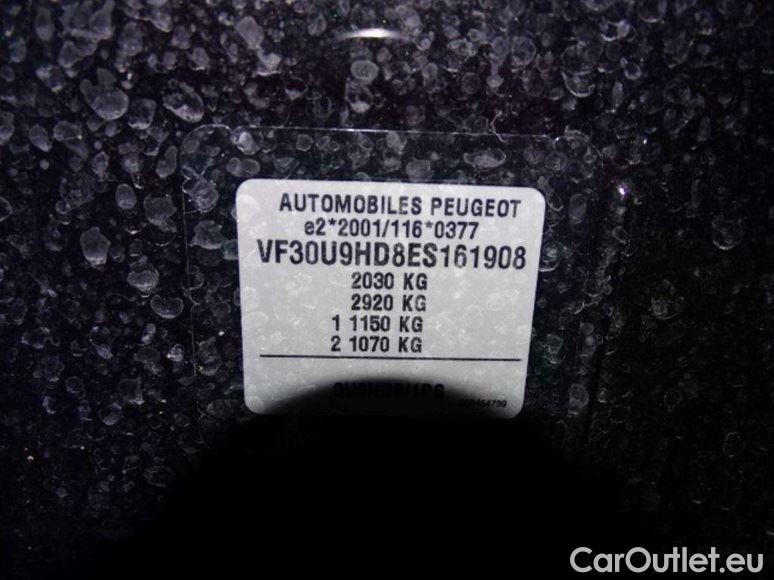 AUTOMOBILES PEUGEOT
e2*2001/116*0377
VF30U9HD8ES161908
2030 KG
2920 KG
1 1150 KG
2 1070 KG
CarOutlet.eu